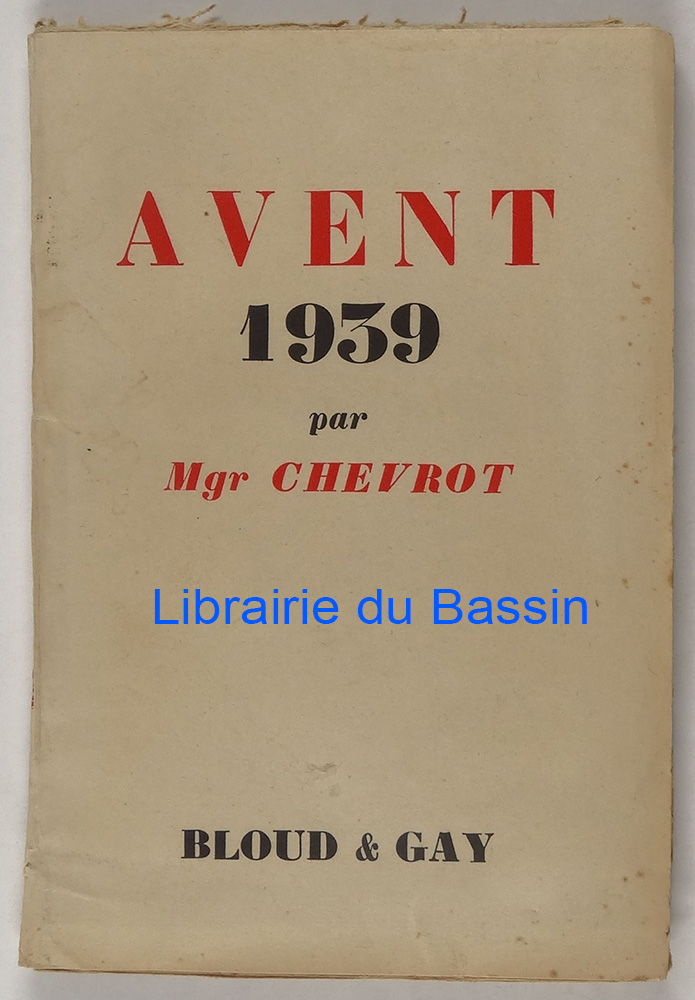 AVENT
1939
par
Mgr CHEVROT
Librairie du Bassin
BLOUD & GAY